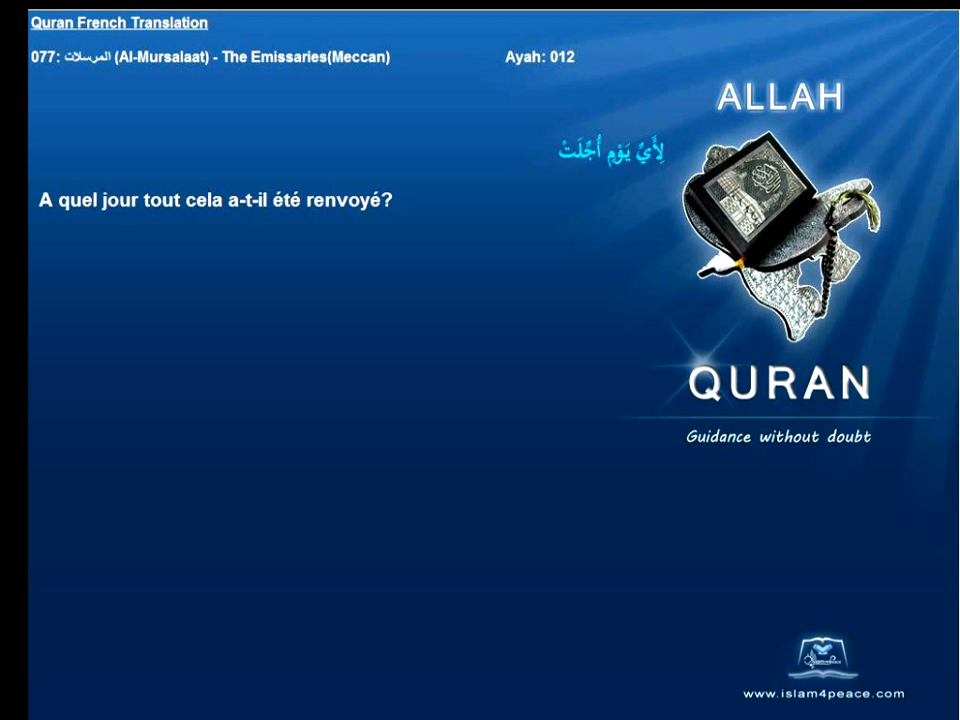 Quran French Translation
077: المرسلات (Al-Mursalaat) - The Emissaries(Meccan) Ayah: 012
ALLAH
لِأَيِّ يَوْمٍ أُجِّلَتْ
A quel jour tout cela a-t-il été renvoyé?
QURAN
Guidance without doubt
www.islam4peace.com